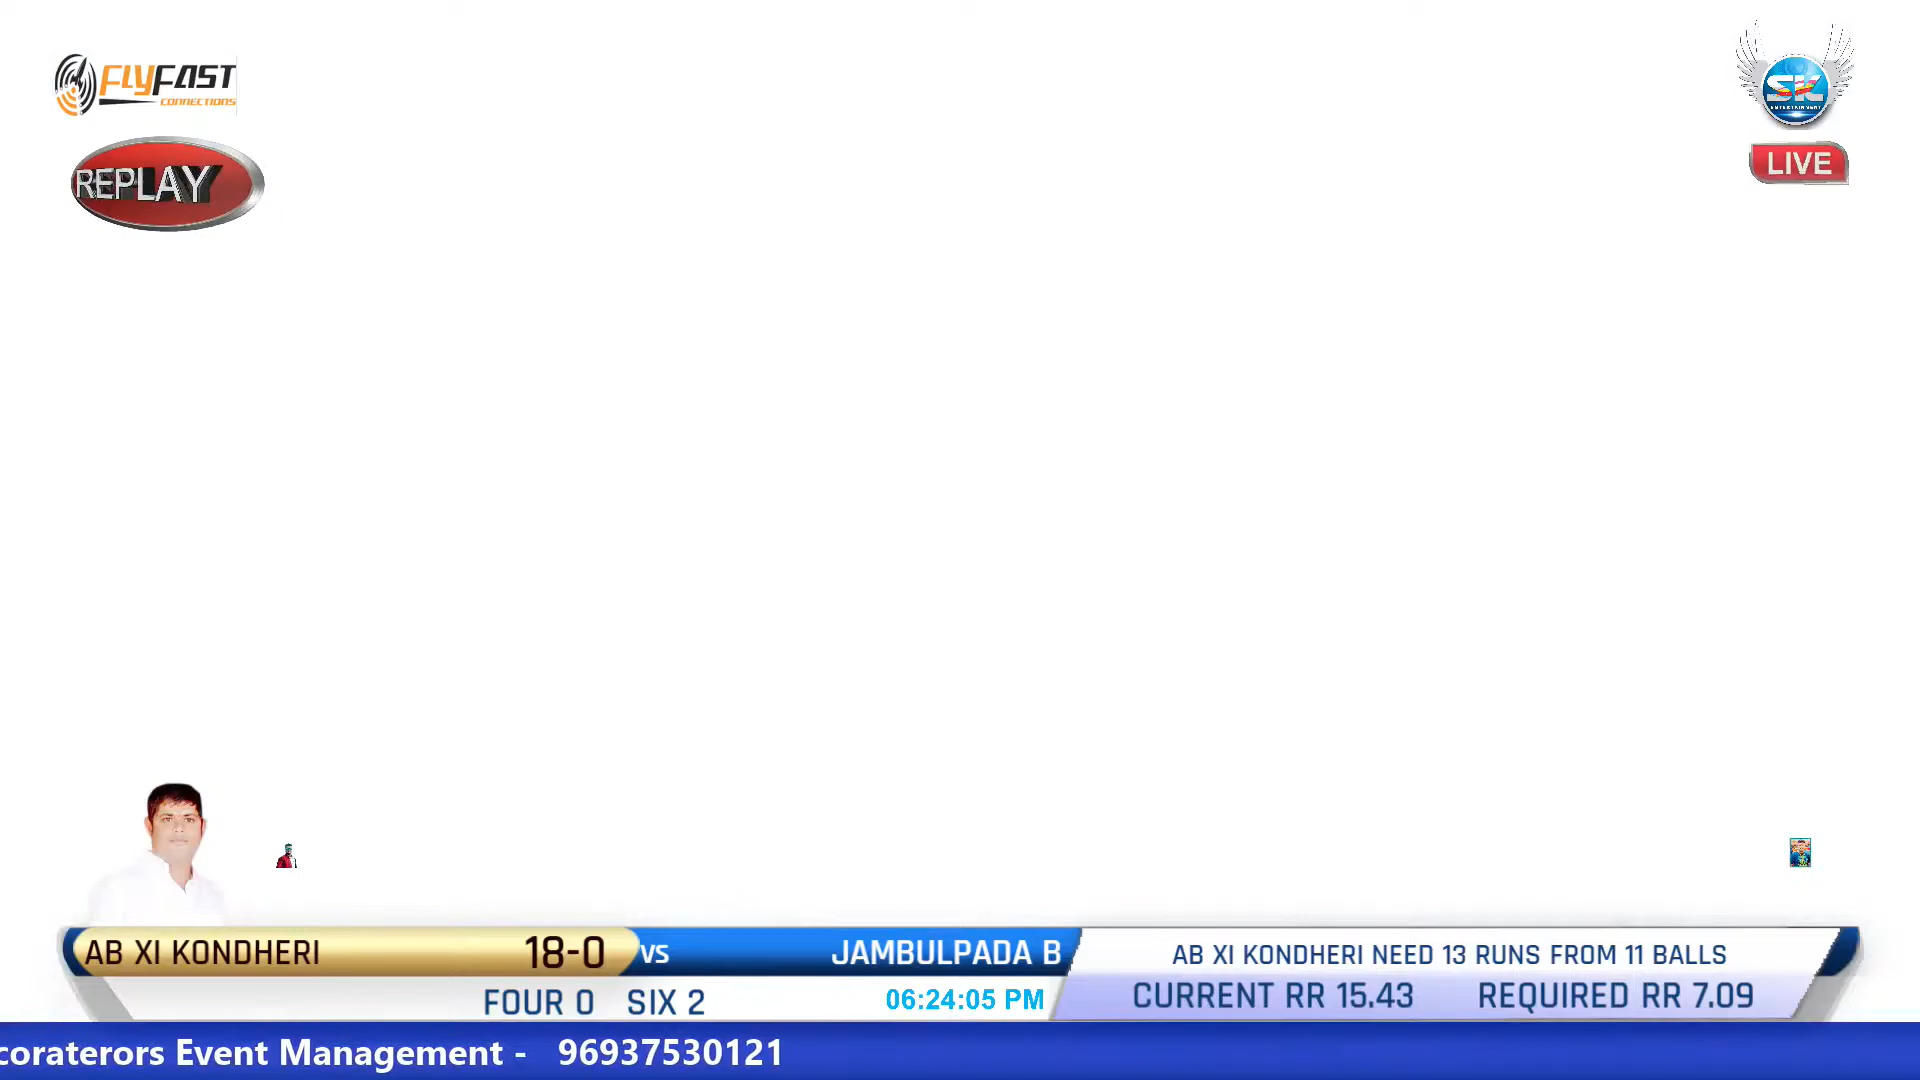 FLYFAST
CONNECTIONS
SK
ENTERTAINMENT
REPLAY
LIVE
AB XI KONDHERI 18-0 VS JAMBULPADA B
AB XI KONDHERI NEED 13 RUNS FROM 11 BALLS
FOUR 0 SIX 2 06:24:05 PM
CURRENT RR 15.43 REQUIRED RR 7.09
coraterors Event Management - 96937530121